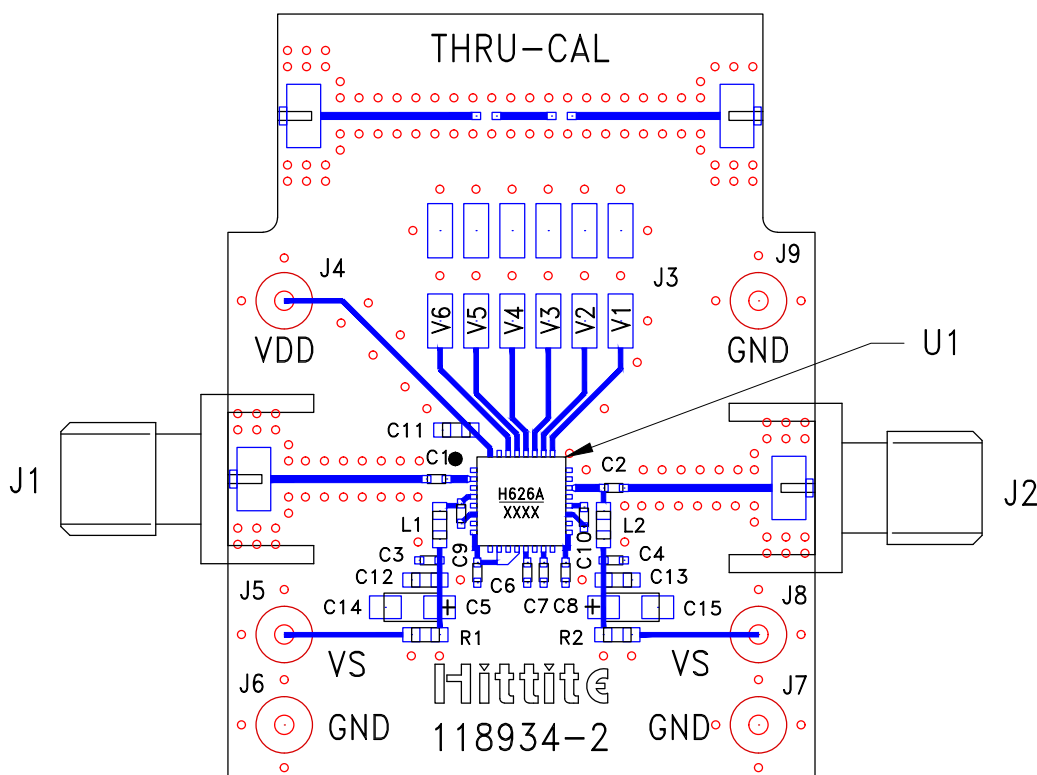 THRU-CAL
J4
J9
J3
V6 V5 V4 V3 V2 V1
VDD
GND
U1
C11
C1
C2
J1
H626A
XXXX
J2
L1
L2
C9
C10
C3
C4
C12
C6
C13
J5
C14
C5
C7
C8
C15
J8
R1
R2
VS
VS
J6
Hittite
J7
GND
GND
118934-2